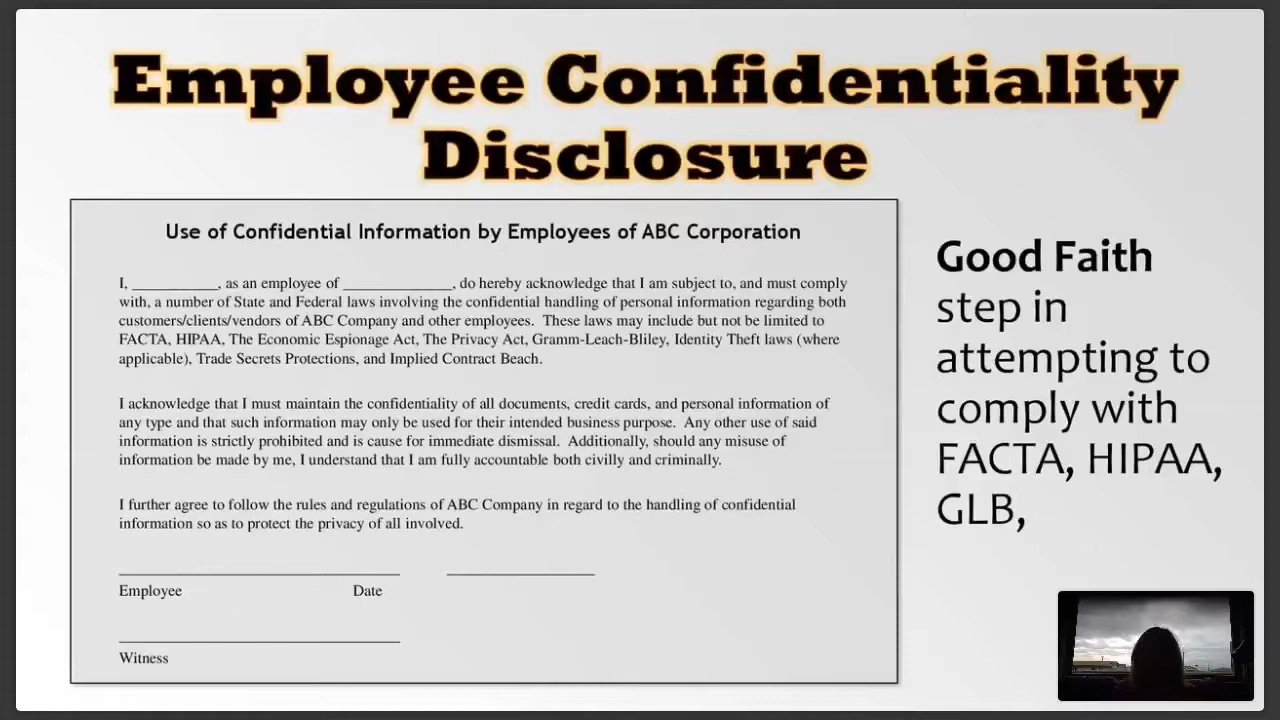 Employee Confidentiality
Disclosure
Use of Confidential Information by Employees of ABC Corporation
I, ___________, as an employee of ______________, do hereby acknowledge that I am subject to, and must comply
with, a number of State and Federal laws involving the confidential handling of personal information regarding both
customers/clients/vendors of ABC Company and other employees.  These laws may include but not be limited to
FACTA, HIPAA, The Economic Espionage Act, The Privacy Act, Gramm-Leach-Bliley, Identity Theft laws (where
applicable), Trade Secrets Protections, and Implied Contract Beach.
I acknowledge that I must maintain the confidentiality of all documents, credit cards, and personal information of
any type and that such information may only be used for their intended business purpose.  Any other use of said
information is strictly prohibited and is cause for immediate dismissal.  Additionally, should any misuse of
information be made by me, I understand that I am fully accountable both civilly and criminally.
I further agree to follow the rules and regulations of ABC Company in regard to the handling of confidential
information so as to protect the privacy of all involved.
Employee Date
Witness
Good Faith
step in
attempting to
comply with
FACTA, HIPAA,
GLB,